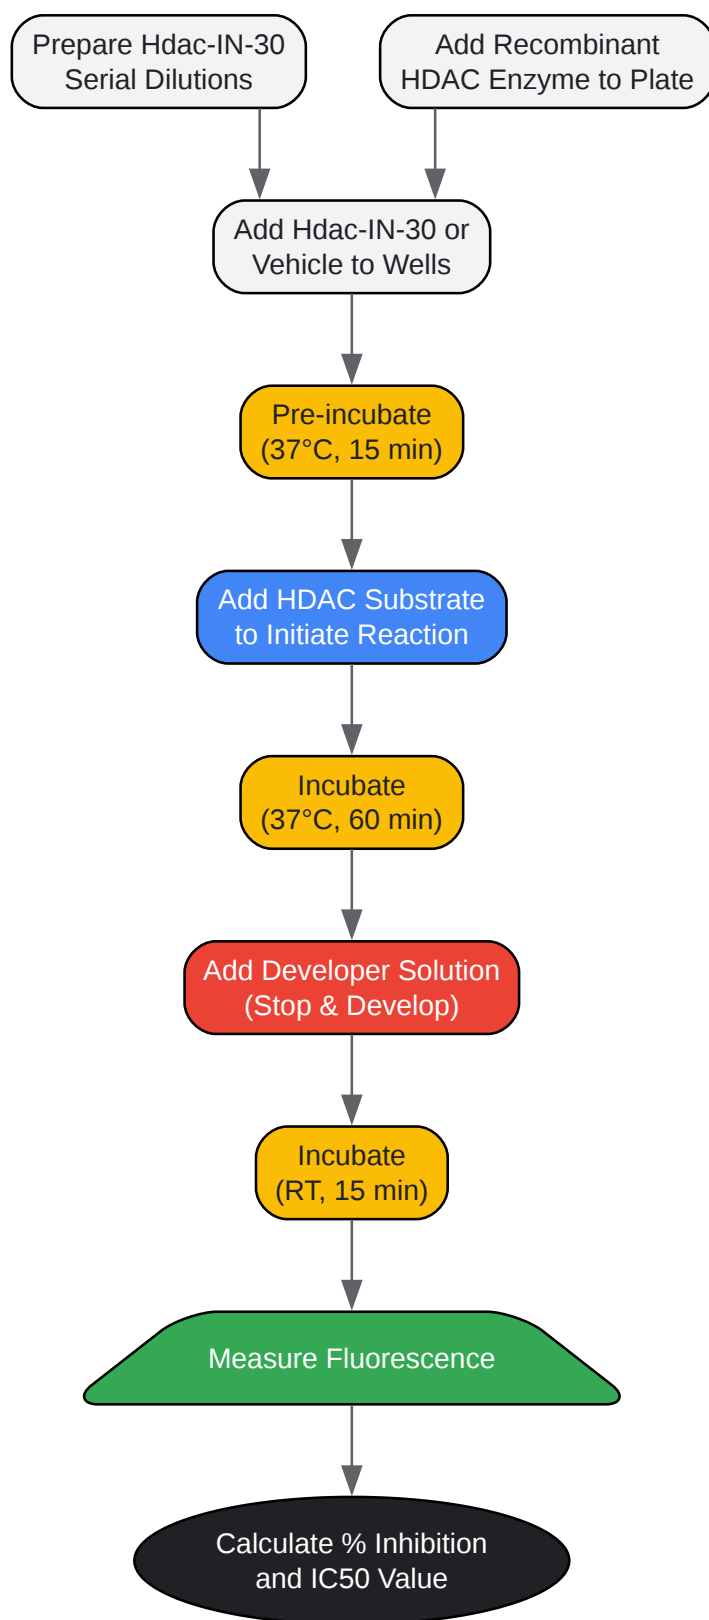 Prepare Hdac-IN-30
Serial Dilutions
Add Recombinant
HDAC Enzyme to Plate
Add Hdac-IN-30 or
Vehicle to Wells
Pre-incubate
(37°C, 15 min)
Add HDAC Substrate
to Initiate Reaction
Incubate
(37°C, 60 min)
Add Developer Solution
(Stop & Develop)
Incubate
(RT, 15 min)
Measure Fluorescence
Calculate % Inhibition
and IC50 Value